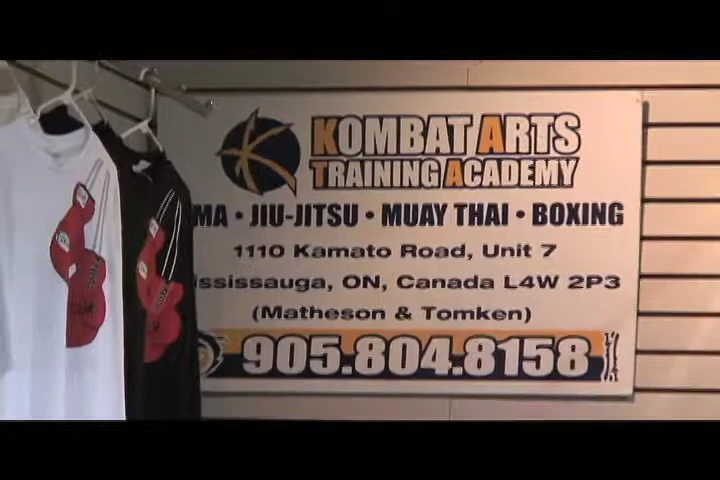 KOMBAT ARTS
TRAINING ACADEMY
MA • JIU-JITSU • MUAY THAI • BOXING
1110 Kamato Road, Unit 7
ssissauga, ON, Canada L4W 2P3
(Matheson & Tomken)
905.804.8158